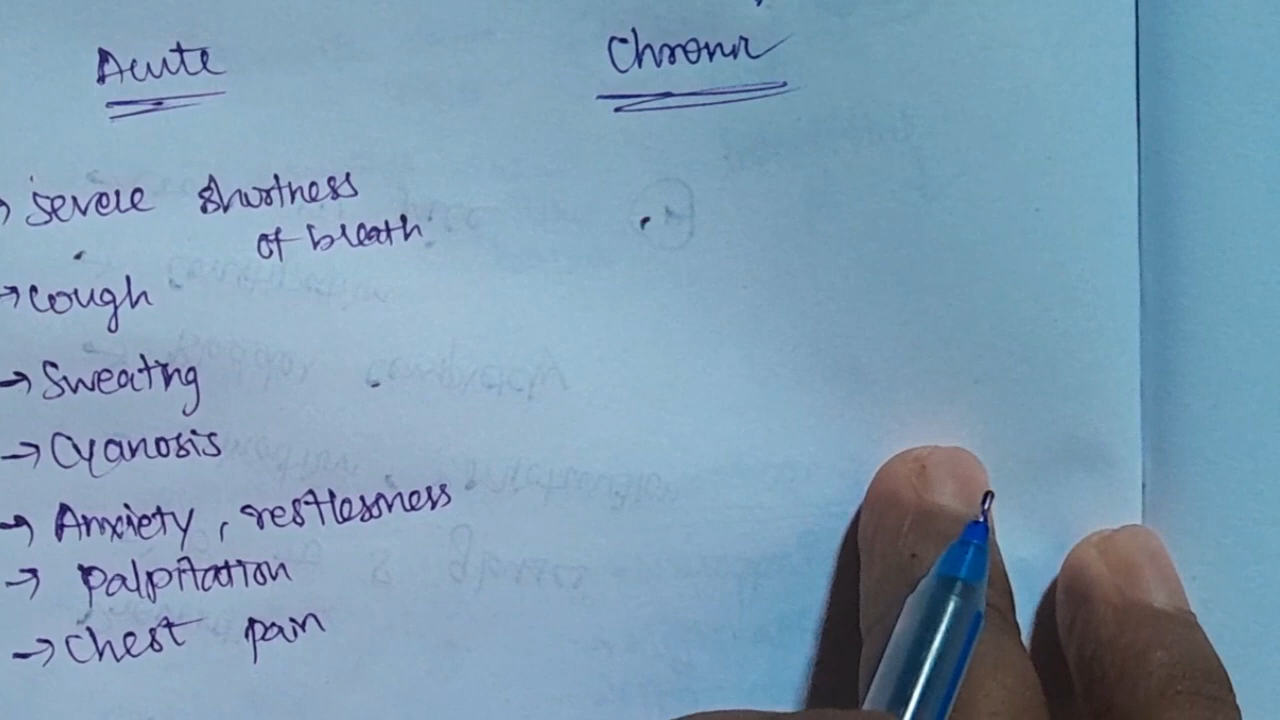 Acute
Chronic
→ Severe shortness
of breath
→ Cough
→ Sweating
→ Cyanosis
→ Anxiety, restlessness
→ Palpitation
→ Chest pain